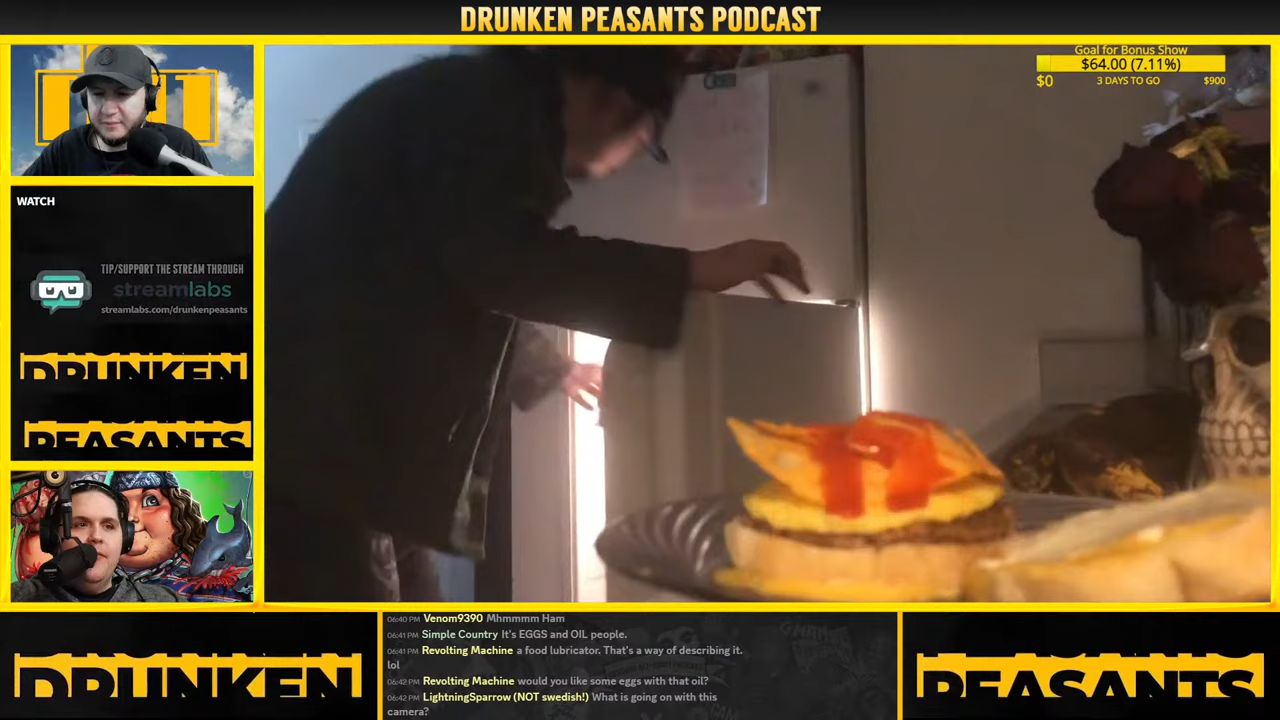 DRUNKEN PEASANTS PODCAST
Goal for Bonus Show
$64.00 (7.11%)
$0
3 DAYS TO GO
$900
WATCH
TIP/SUPPORT THE STREAM THROUGH
streamlabs
streamlabs.com/drunkenpeasants
DRUNKEN
PEASANTS
06:40 PM Venom9390 Mhmmmm Ham
06:41 PM Simple Country It's EGGS and OIL people.
06:41 PM Revolting Machine a food lubricator. That's a way of describing it.
lol
06:42 PM Revolting Machine would you like some eggs with that oil?
06:42 PM LightningSparrow (NOT swedish!) What is going on with this
camera?
DRUNKEN
PEASANTS